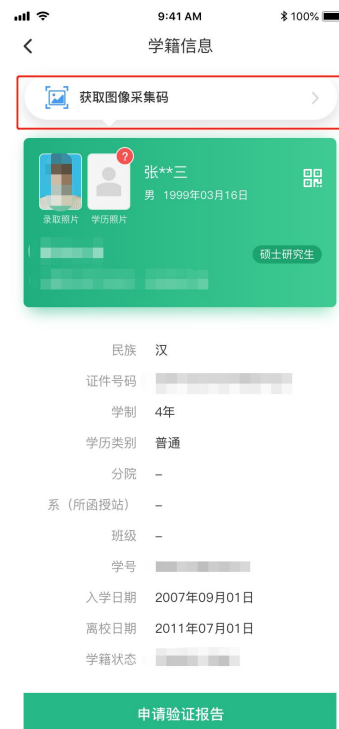 9:41 AM
100%
学籍信息
获取图像采集码
?
张**三
男 1999年03月16日
录取照片 学历照片
硕士研究生
民族 汉
证件号码
学制 4年
学历类别 普通
分院 –
系（所函授站） –
班级 –
学号
入学日期 2007年09月01日
离校日期 2011年07月01日
学籍状态
申请验证报告